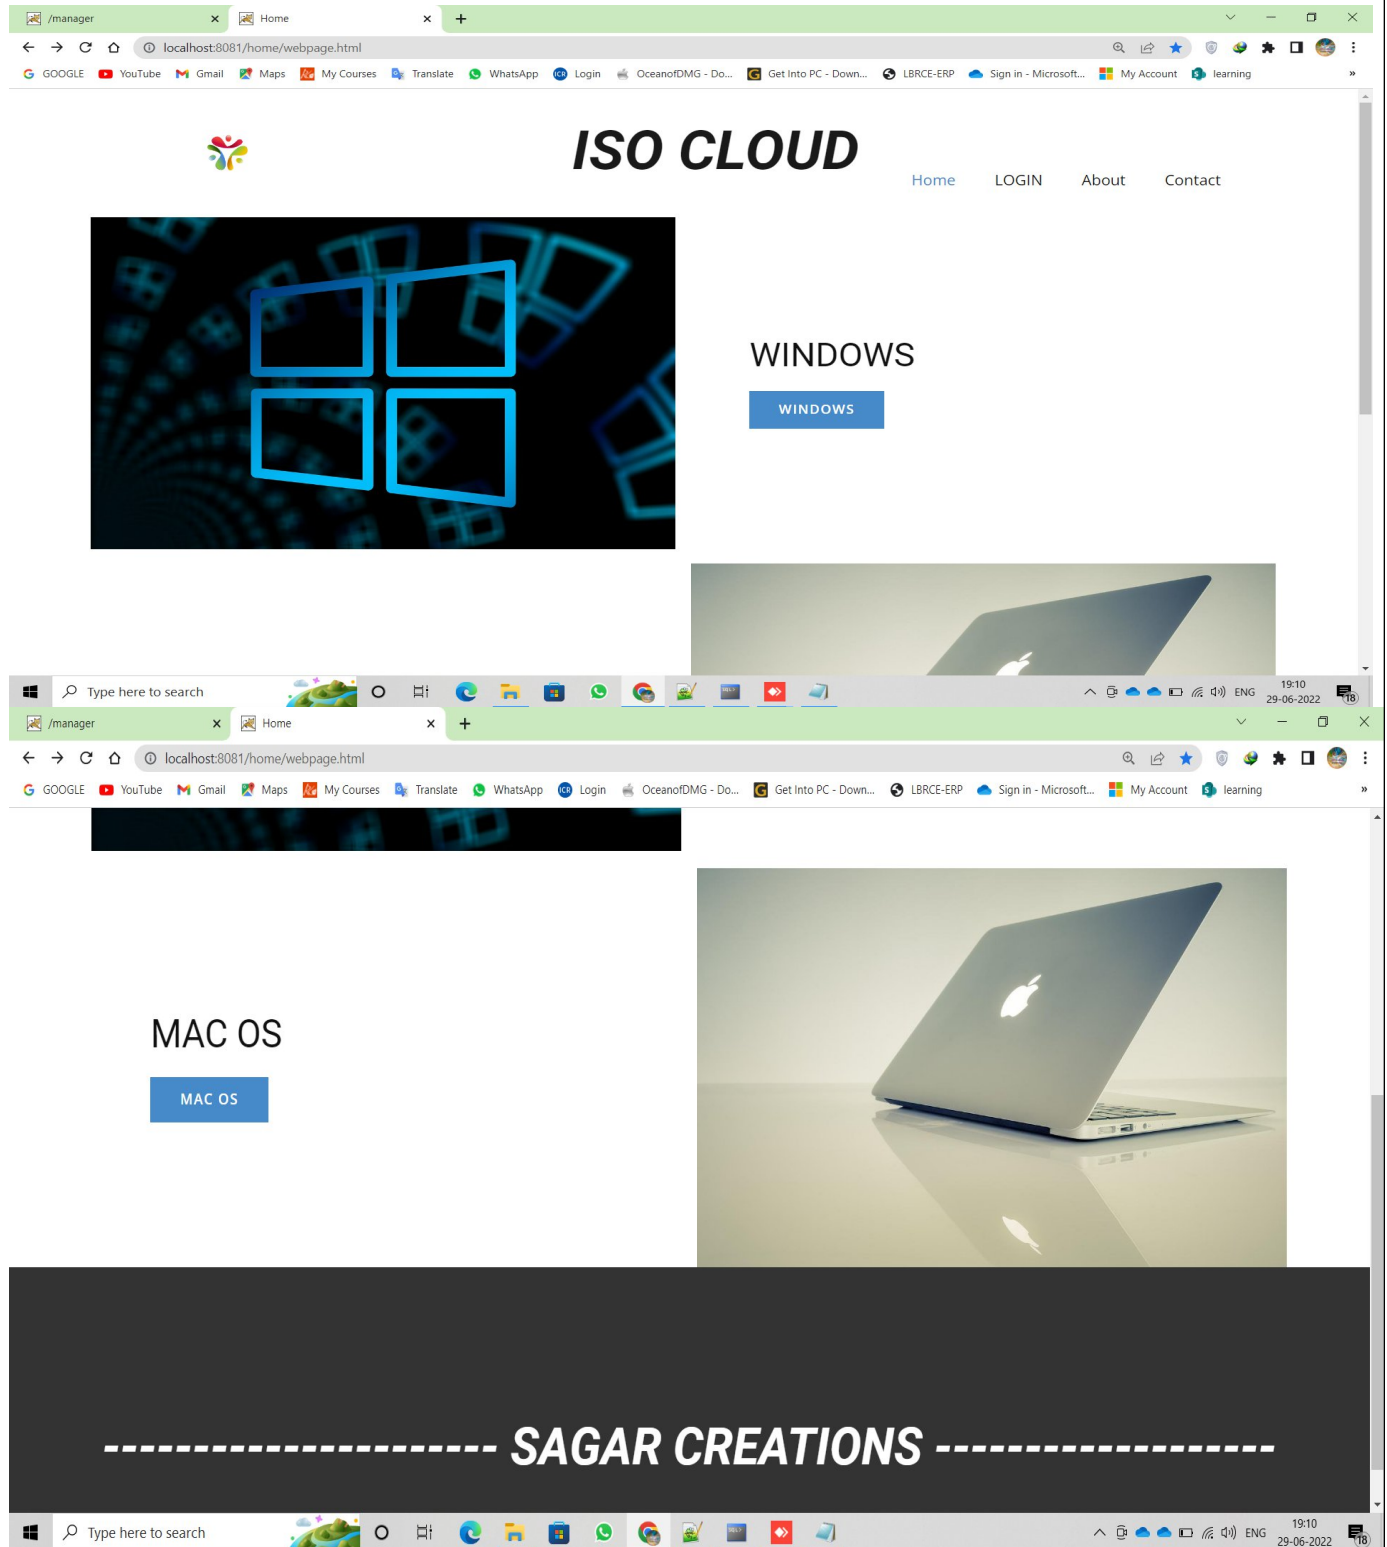 /manager
Home
localhost:8081/home/webpage.html
GOOGLE YouTube Gmail Maps My Courses Translate WhatsApp ICR Login OceanofDMG - Do... Get Into PC - Down... LBRCE-ERP Sign in - Microsoft... My Account learning »
ISO CLOUD
Home LOGIN About Contact
WINDOWS
WINDOWS
Type here to search
ENG 19:10
29-06-2022 18
/manager
Home
localhost:8081/home/webpage.html
GOOGLE YouTube Gmail Maps My Courses Translate WhatsApp ICR Login OceanofDMG - Do... Get Into PC - Down... LBRCE-ERP Sign in - Microsoft... My Account learning »
MAC OS
MAC OS
---------------------- SAGAR CREATIONS -------------------
Type here to search
ENG 19:10
29-06-2022 18